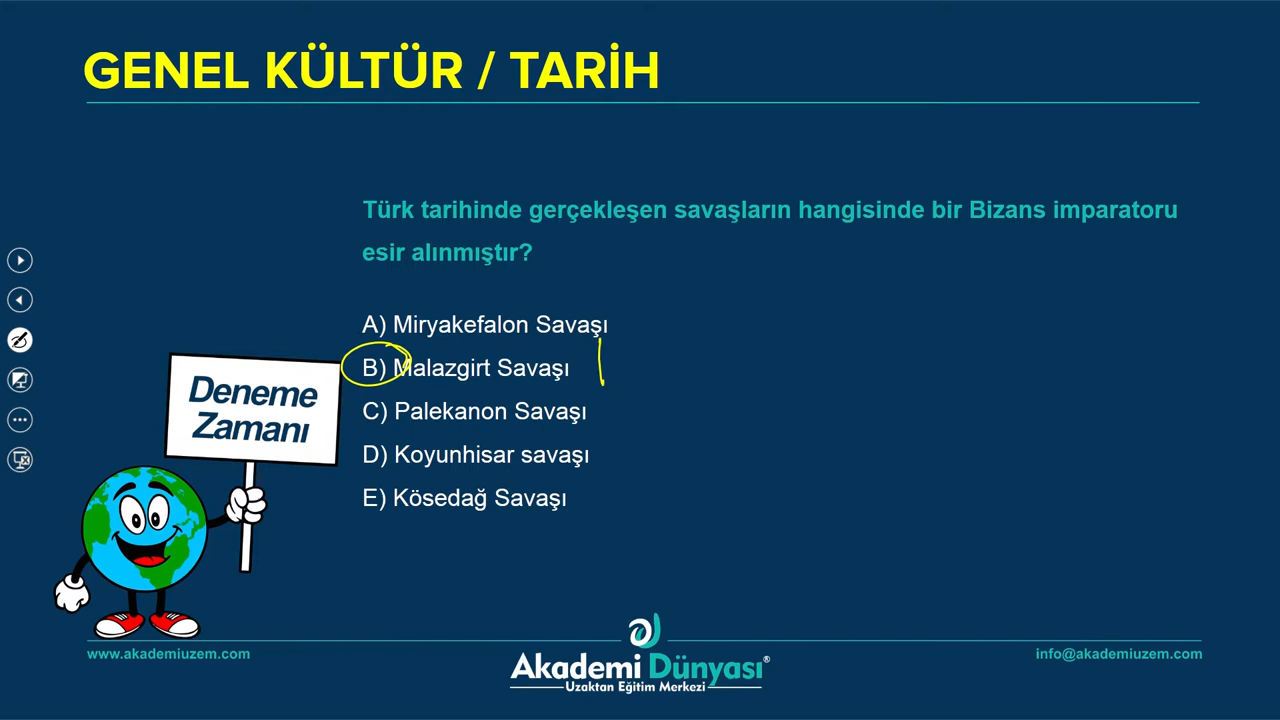 GENEL KÜLTÜR / TARİH
Türk tarihinde gerçekleşen savaşların hangisinde bir Bizans imparatoru
esir alınmıştır?
A) Miryakefalon Savaşı
B) Malazgirt Savaşı
C) Palekanon Savaşı
D) Koyunhisar savaşı
E) Kösedağ Savaşı
Deneme
Zamanı
www.akademiuzem.com
Akademi Dünyası®
Uzaktan Eğitim Merkezi
info@akademiuzem.com